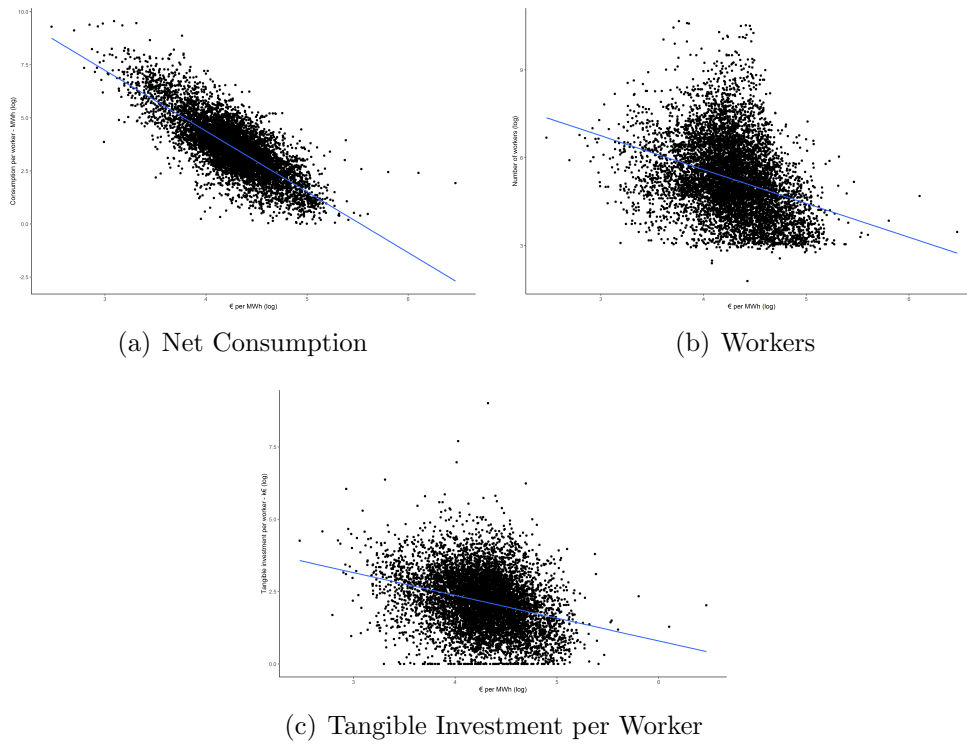 10.0
7.5
5.0
2.5
0.0
-2.5
Consumption per worker - MWh (log)
3
4
5
6
€ per MWh (log)
(a) Net Consumption
9
6
3
Number of workers (log)
3
4
5
6
€ per MWh (log)
(b) Workers
7.5
5.0
2.5
0.0
Tangible investment per worker - k€ (log)
3
4
5
6
€ per MWh (log)
(c) Tangible Investment per Worker